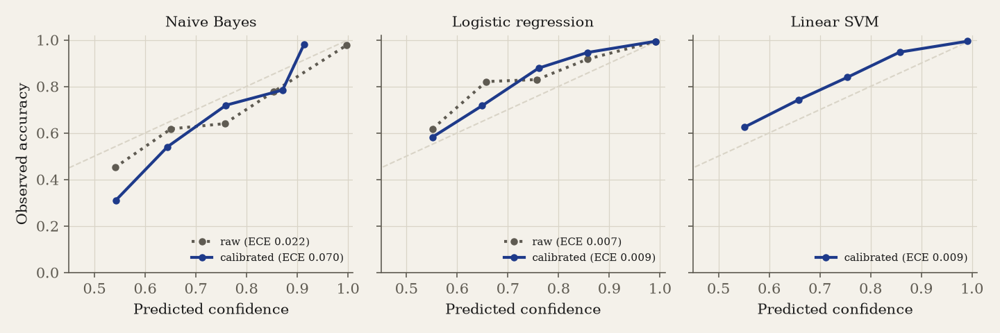 Naive Bayes
Logistic regression
Linear SVM
Observed accuracy
1.0
0.8
0.6
0.4
0.2
0.0
raw (ECE 0.022)
calibrated (ECE 0.070)
raw (ECE 0.007)
calibrated (ECE 0.009)
calibrated (ECE 0.009)
0.5 0.6 0.7 0.8 0.9 1.0
0.5 0.6 0.7 0.8 0.9 1.0
0.5 0.6 0.7 0.8 0.9 1.0
Predicted confidence
Predicted confidence
Predicted confidence